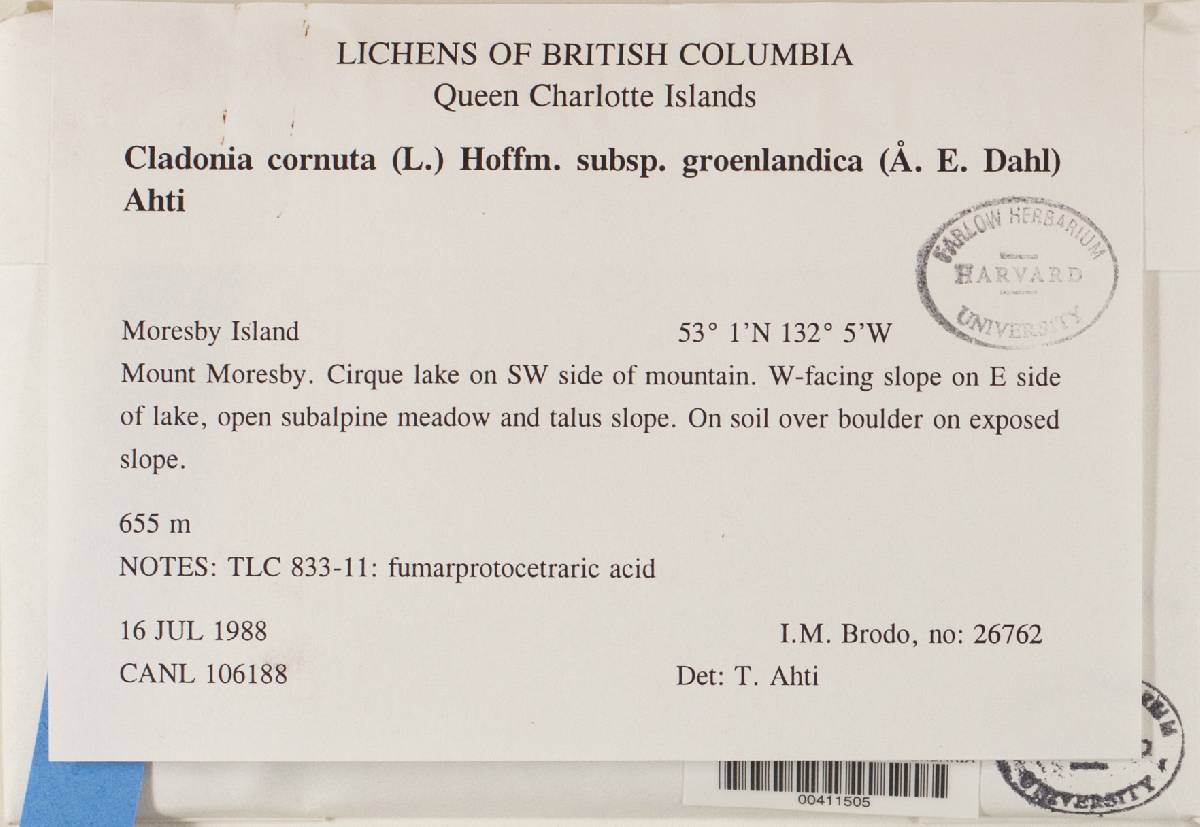 LICHENS OF BRITISH COLUMBIA
Queen Charlotte Islands
Cladonia cornuta (L.) Hoffm. subsp. groenlandica (Å. E. Dahl)
Ahti
FARLOW HERBARIUM
HARVARD
UNIVERSITY
Moresby Island 53° 1'N 132° 5'W
Mount Moresby. Cirque lake on SW side of mountain. W-facing slope on E side
of lake, open subalpine meadow and talus slope. On soil over boulder on exposed
slope.
655 m
NOTES: TLC 833-11: fumarprotocetraric acid
16 JUL 1988 I.M. Brodo, no: 26762
CANL 106188 Det: T. Ahti
00411505
UNIVERSITY